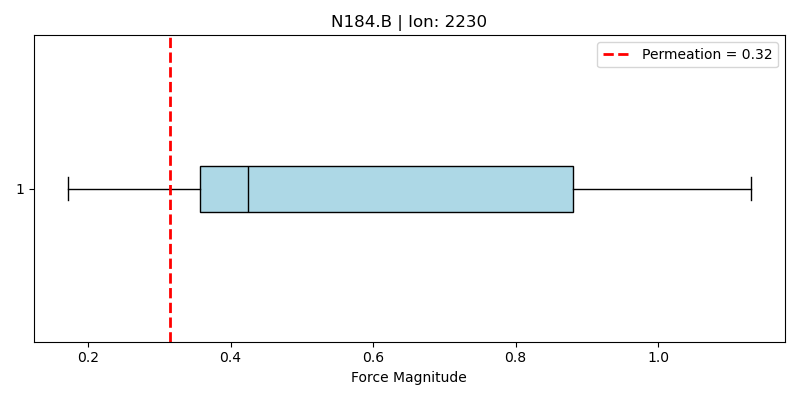 N184.B | Ion: 2230
Permeation = 0.32
1
0.2 0.4 0.6 0.8 1.0
Force Magnitude